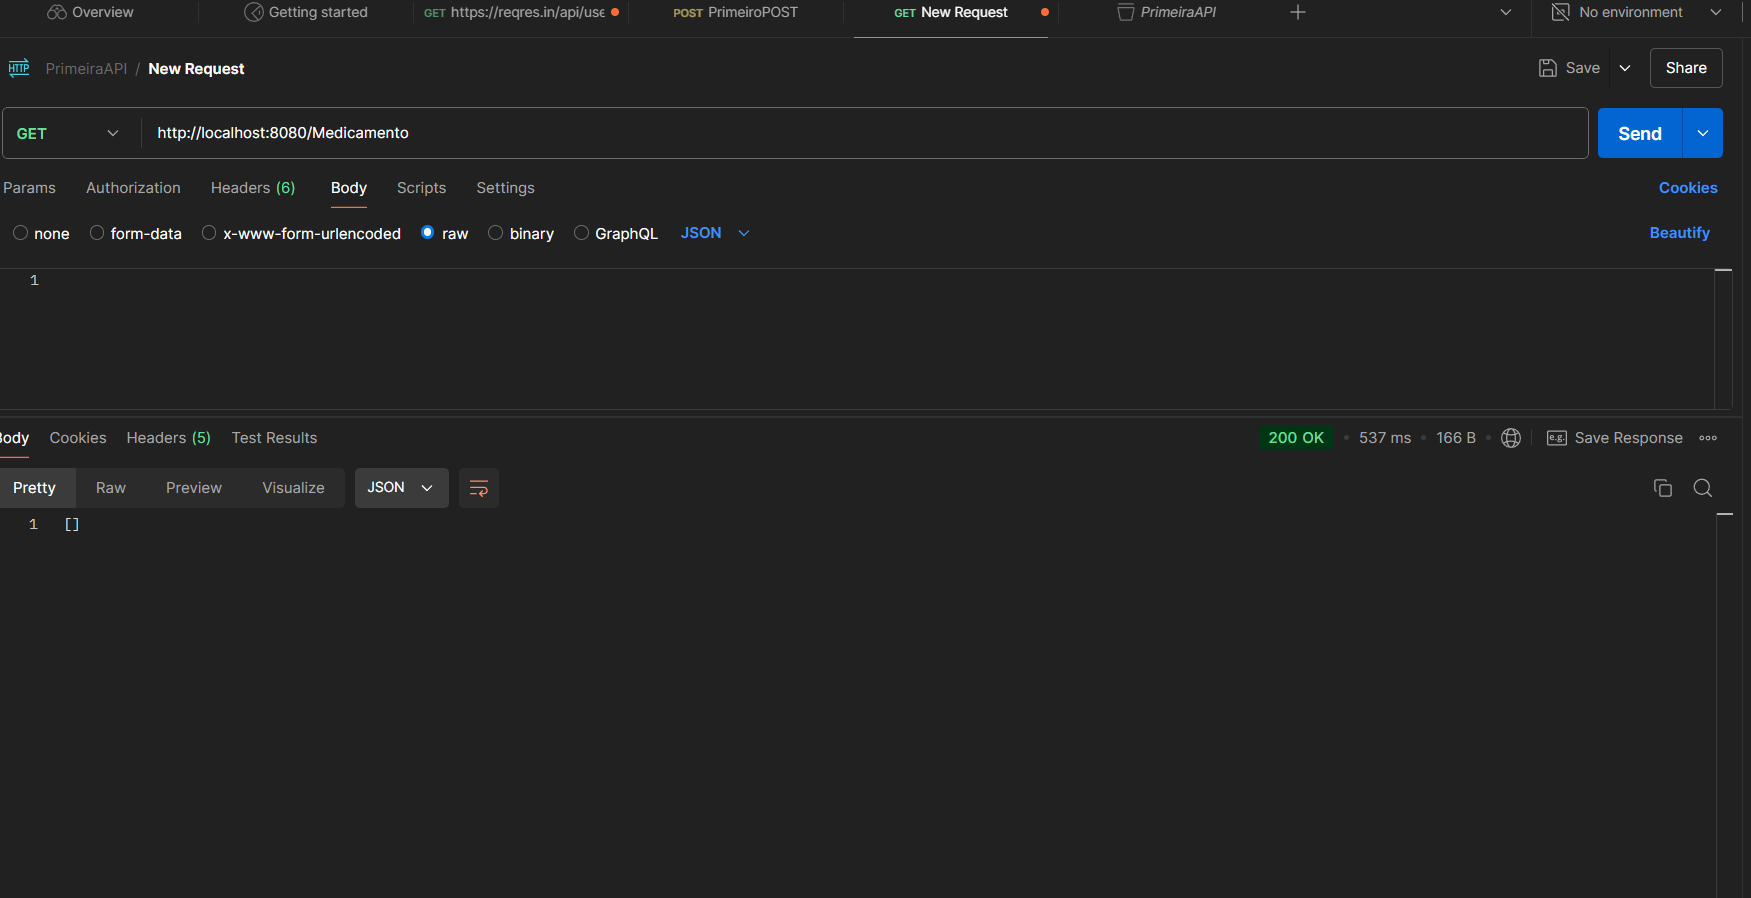 Overview Getting started GET https://reqres.in/api/use POST PrimeiroPOST GET New Request PrimeiraAPI No environment
HTTP PrimeiraAPI / New Request Save Share
GET http://localhost:8080/Medicamento Send
Params Authorization Headers (6) Body Scripts Settings Cookies
none form-data x-www-form-urlencoded raw binary GraphQL JSON Beautify
1
Body Cookies Headers (5) Test Results 200 OK 537 ms 166 B e.g. Save Response
Pretty Raw Preview Visualize JSON
1 []